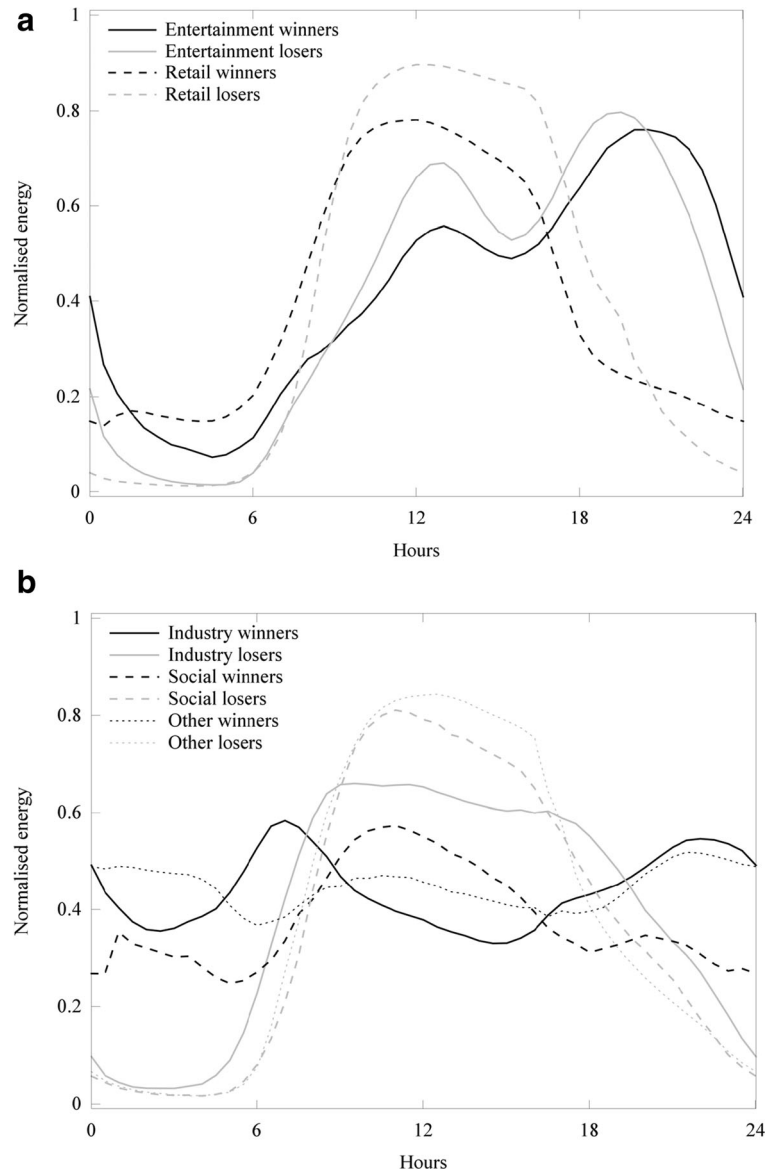 a
1
Entertainment winners
Entertainment losers
Retail winners
Retail losers
0.8
0.6
Normalised energy
0.4
0.2
0
0 6 12 18 24
Hours
b
1
Industry winners
Industry losers
Social winners
Social losers
Other winners
Other losers
0.8
0.6
Normalised energy
0.4
0.2
0
0 6 12 18 24
Hours